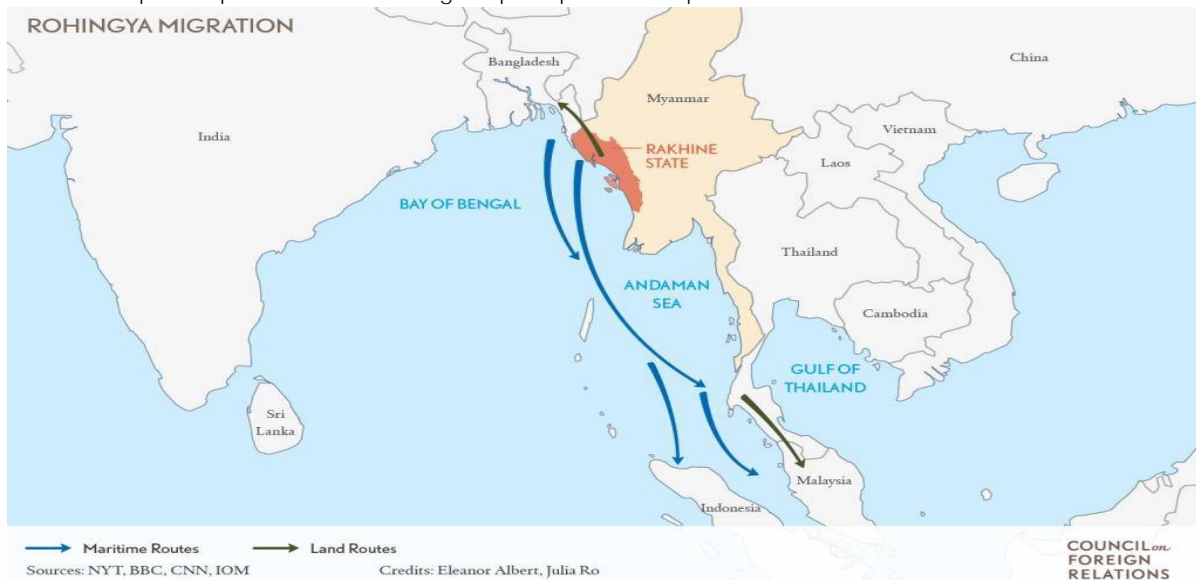 ROHINGYA MIGRATION
Bangladesh
China
Myanmar
India
Vietnam
RAKHINE
STATE
Laos
BAY OF BENGAL
Thailand
ANDAMAN
SEA
Cambodia
GULF OF
THAILAND
Sri
Lanka
Malaysia
Indonesia
Maritime Routes
Land Routes
COUNCIL on
FOREIGN
RELATIONS
Sources: NYT, BBC, CNN, IOM
Credits: Eleanor Albert, Julia Ro